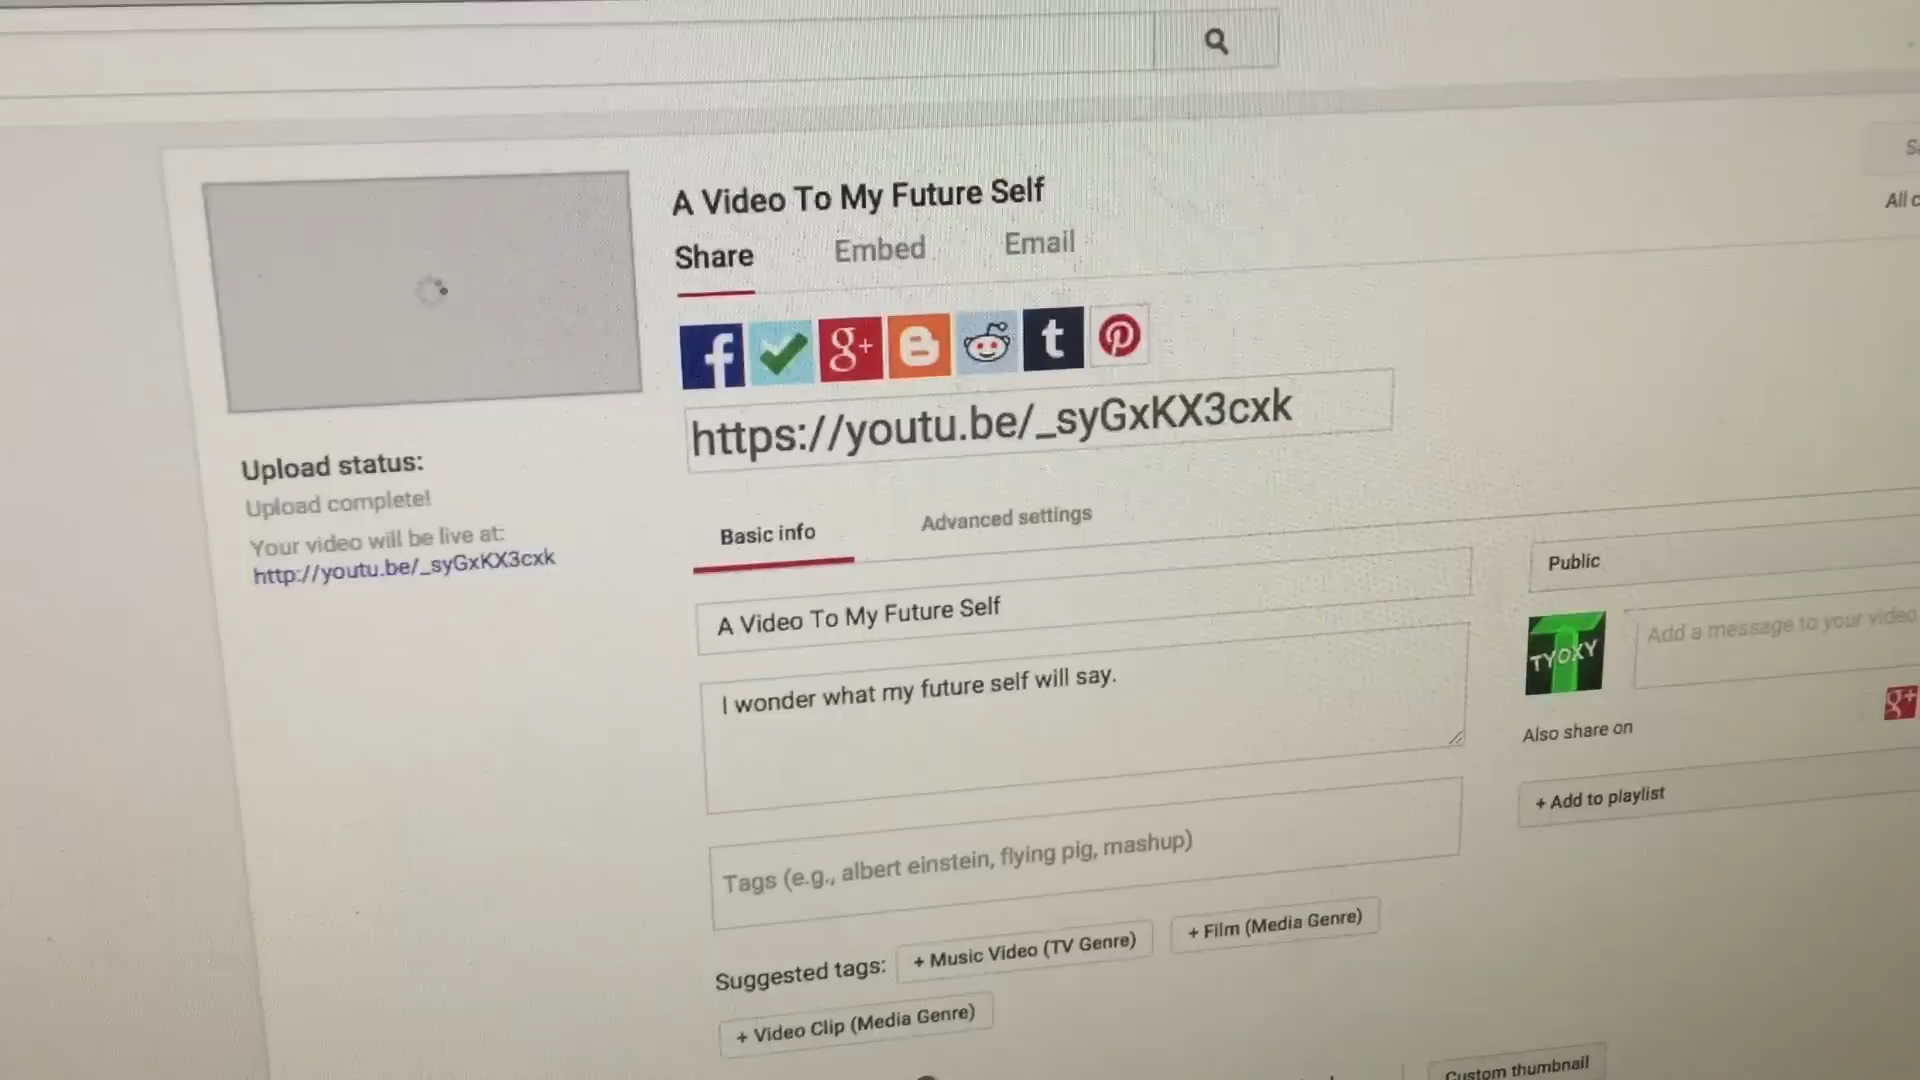 A Video To My Future Self
Share Embed Email
f g+ B t P
https://youtu.be/_syGxKX3cxk
Upload status:
Upload complete!
Your video will be live at:
http://youtu.be/_syGxKX3cxk
Basic info Advanced settings
A Video To My Future Self
I wonder what my future self will say.
Tags (e.g., albert einstein, flying pig, mashup)
Suggested tags: + Music Video (TV Genre) + Film (Media Genre)
+ Video Clip (Media Genre)
Custom thumbnail
All
Public
TYOXY
Add a message to your video
Also share on
g+
+ Add to playlist